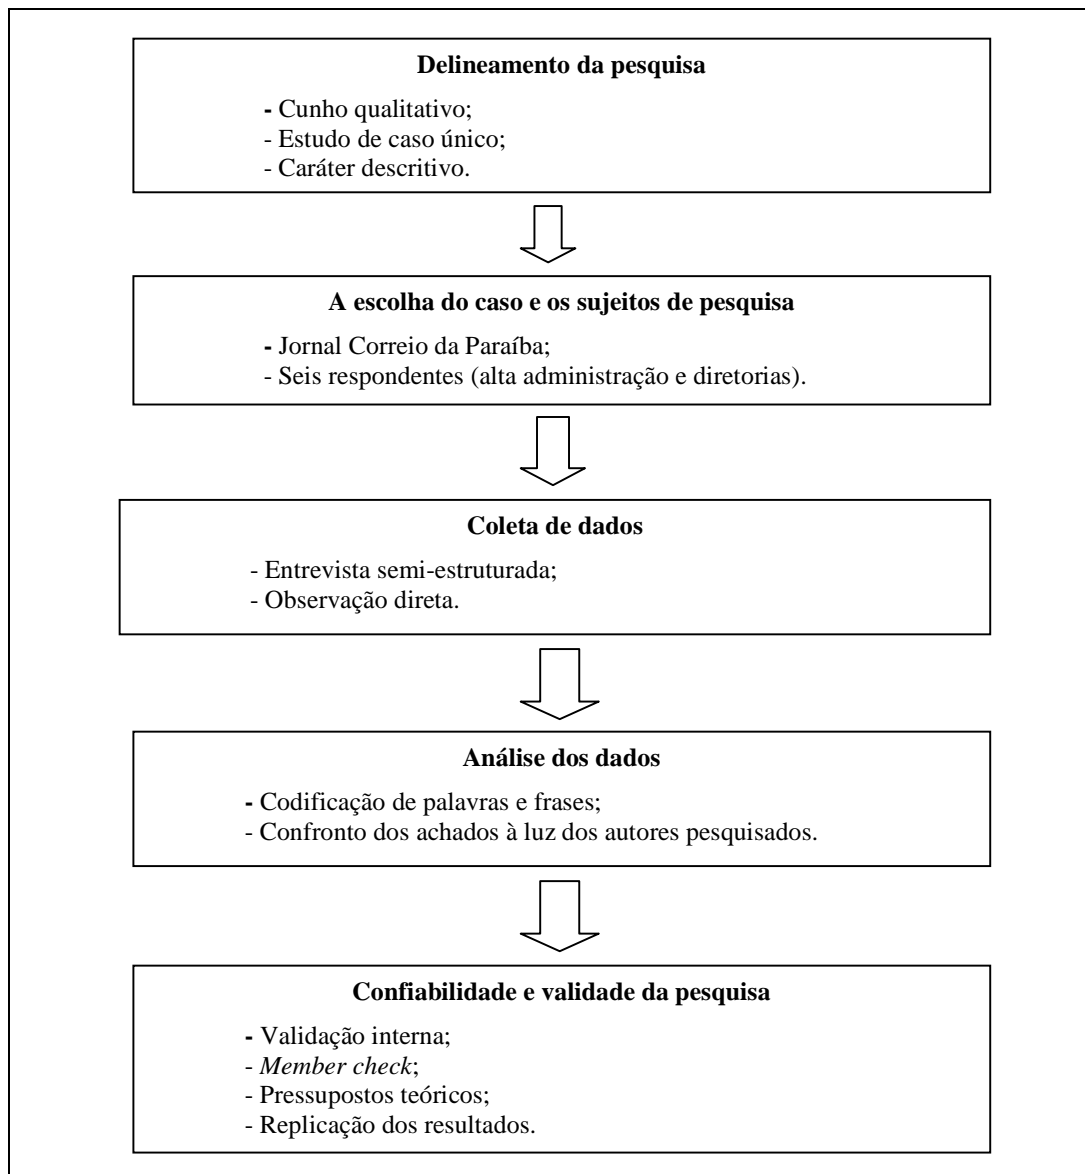 Delineamento da pesquisa
- Cunho qualitativo;
- Estudo de caso único;
- Caráter descritivo.
A escolha do caso e os sujeitos de pesquisa
- Jornal Correio da Paraíba;
- Seis respondentes (alta administração e diretorias).
Coleta de dados
- Entrevista semi-estruturada;
- Observação direta.
Análise dos dados
- Codificação de palavras e frases;
- Confronto dos achados à luz dos autores pesquisados.
Confiabilidade e validade da pesquisa
- Validação interna;
- Member check;
- Pressupostos teóricos;
- Replicação dos resultados.